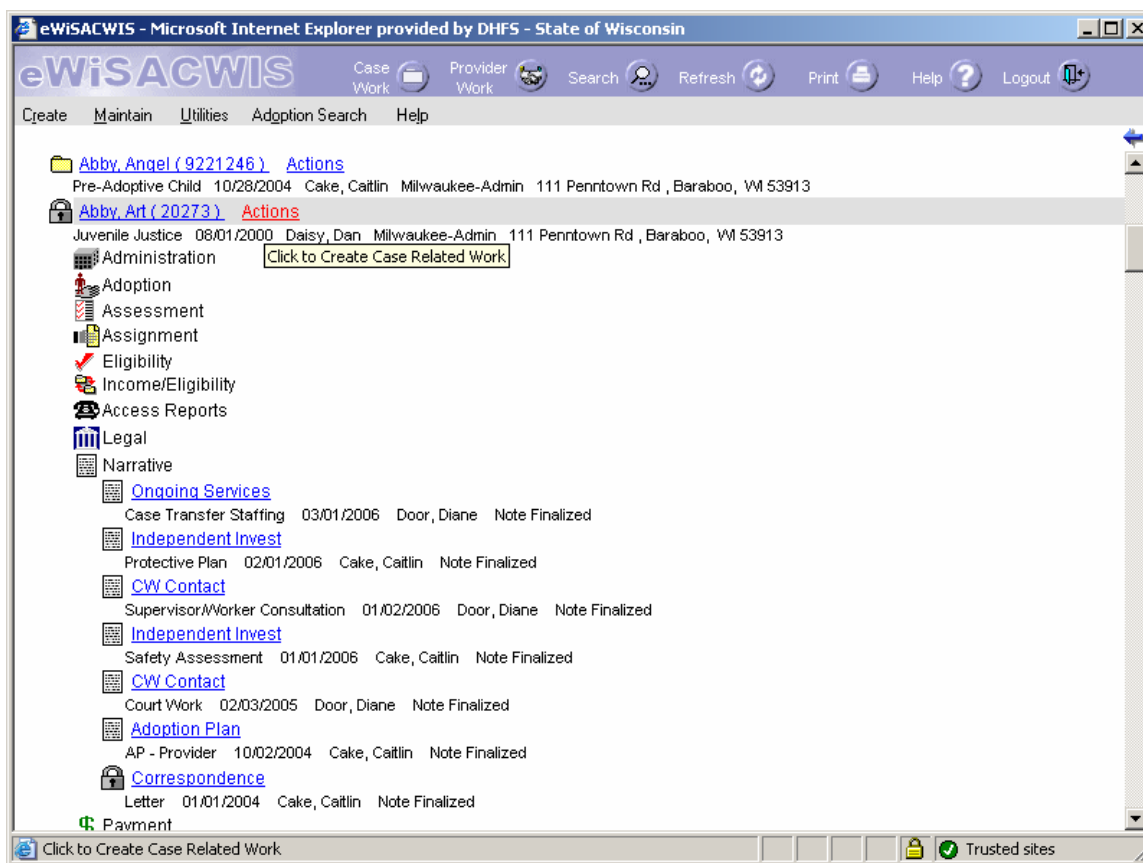 eWiSACWIS - Microsoft Internet Explorer provided by DHFS - State of Wisconsin
eWiSACWIS Case Work Provider Work Search Refresh Print Help Logout
Create Maintain Utilities Adoption Search Help
Abby, Angel ( 9221246 ) Actions
Pre-Adoptive Child 10/28/2004 Cake, Caitlin Milwaukee-Admin 111 Penntown Rd , Baraboo, WI 53913
Abby, Art ( 20273 ) Actions
Juvenile Justice 08/01/2000 Daisy, Dan Milwaukee-Admin 111 Penntown Rd , Baraboo, WI 53913
Administration
Click to Create Case Related Work
Adoption
Assessment
Assignment
Eligibility
Income/Eligibility
Access Reports
Legal
Narrative
Ongoing Services
Case Transfer Staffing 03/01/2006 Door, Diane Note Finalized
Independent Invest
Protective Plan 02/01/2006 Cake, Caitlin Note Finalized
CW Contact
Supervisor/Worker Consultation 01/02/2006 Door, Diane Note Finalized
Independent Invest
Safety Assessment 01/01/2006 Cake, Caitlin Note Finalized
CW Contact
Court Work 02/03/2005 Door, Diane Note Finalized
Adoption Plan
AP - Provider 10/02/2004 Cake, Caitlin Note Finalized
Correspondence
Letter 01/01/2004 Cake, Caitlin Note Finalized
Payment
Click to Create Case Related Work Trusted sites